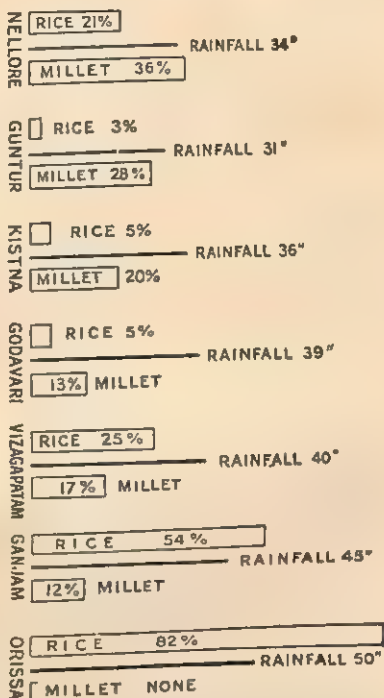 NELLORE
RICE 21%
RAINFALL 34"
MILLET 36%
GUNTUR
RICE 3%
RAINFALL 31"
MILLET 28%
KISTNA
RICE 5%
RAINFALL 36"
MILLET 20%
GODAVARI
RICE 5%
RAINFALL 39"
13% MILLET
VIZAGAPATAM
RICE 25%
RAINFALL 40"
17% MILLET
GANJAM
RICE 54%
RAINFALL 45"
12% MILLET
ORISSA
RICE 82%
RAINFALL 50"
MILLET NONE